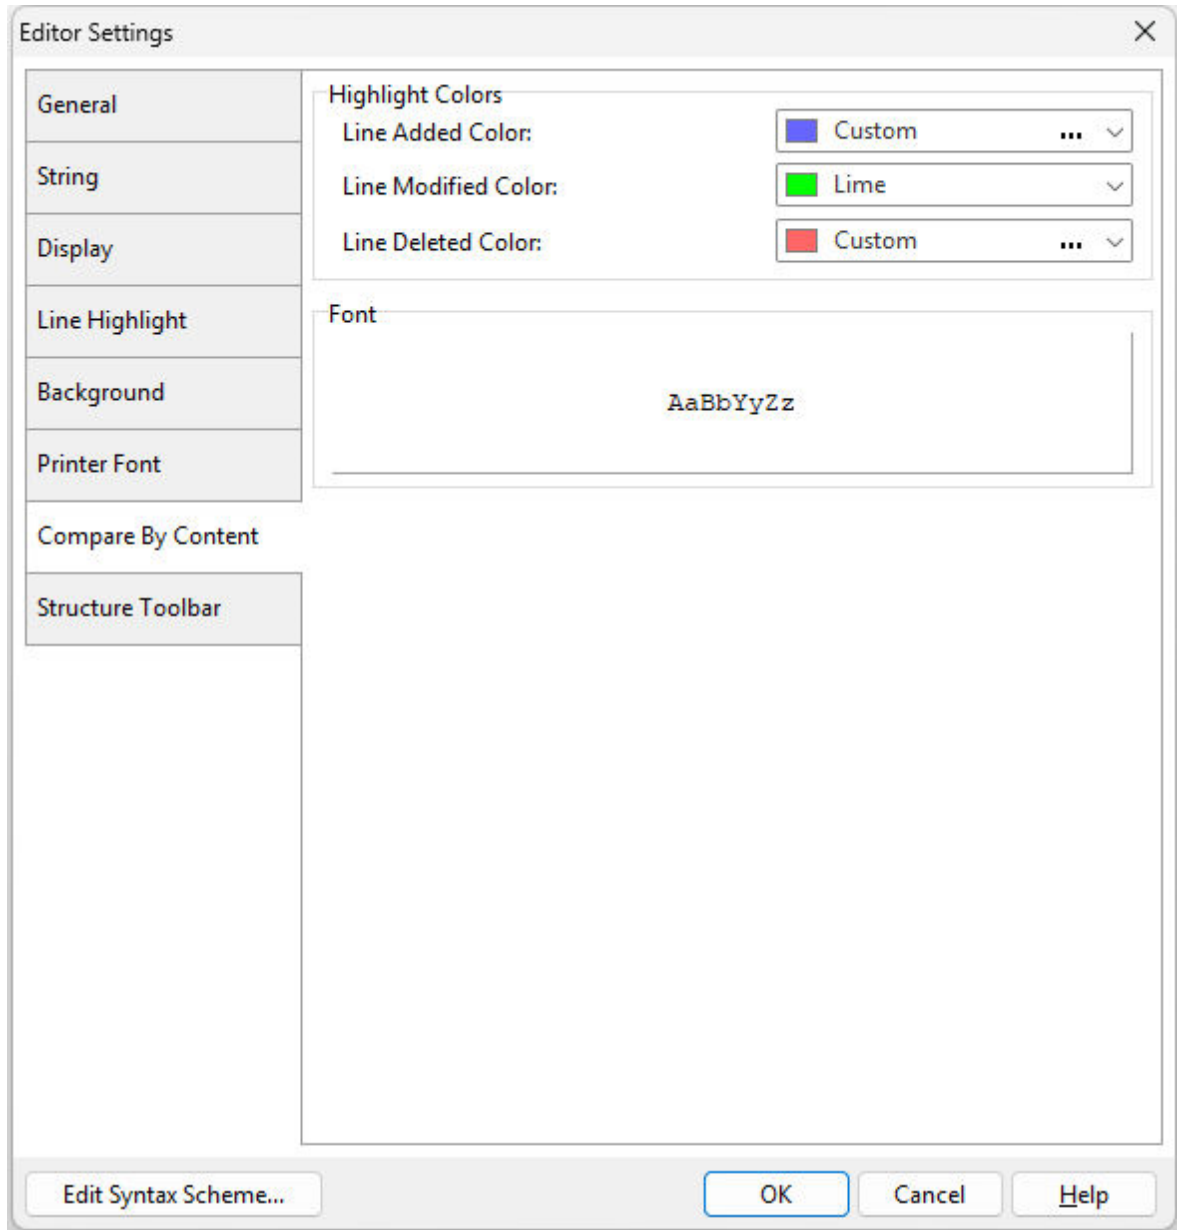 Editor Settings
General
String
Display
Line Highlight
Background
Printer Font
Compare By Content
Structure Toolbar
Highlight Colors
Line Added Color: Custom ...
Line Modified Color: Lime
Line Deleted Color: Custom ...
Font
AaBbYyZz
Edit Syntax Scheme... OK Cancel Help